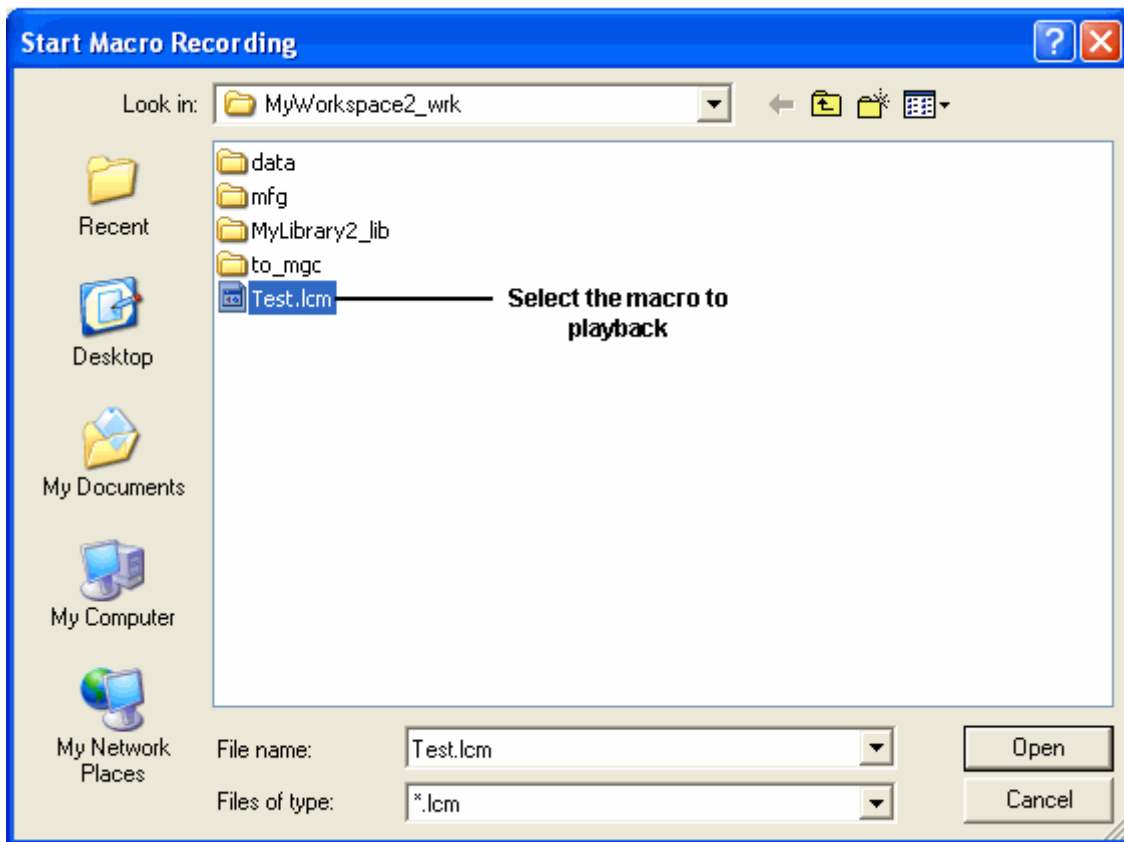 Start Macro Recording
Look in: MyWorkspace2_wrk
Recent
Desktop
My Documents
My Computer
My Network
Places
data
mfg
MyLibrary2_lib
to_mgc
Test.lcm
Select the macro to
playback
File name: Test.lcm
Open
Files of type: *.lcm
Cancel